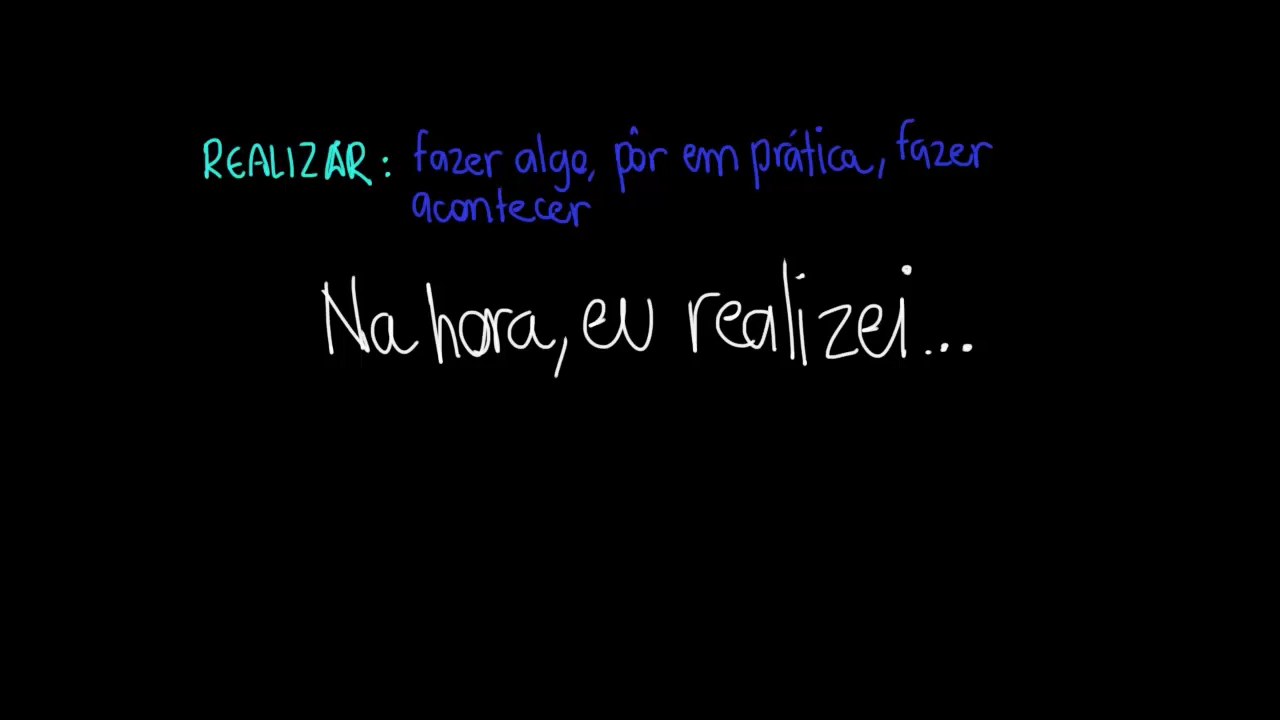 REALIZAR: fazer algo, pôr em prática, fazer
acontecer
Na hora, eu realizei...